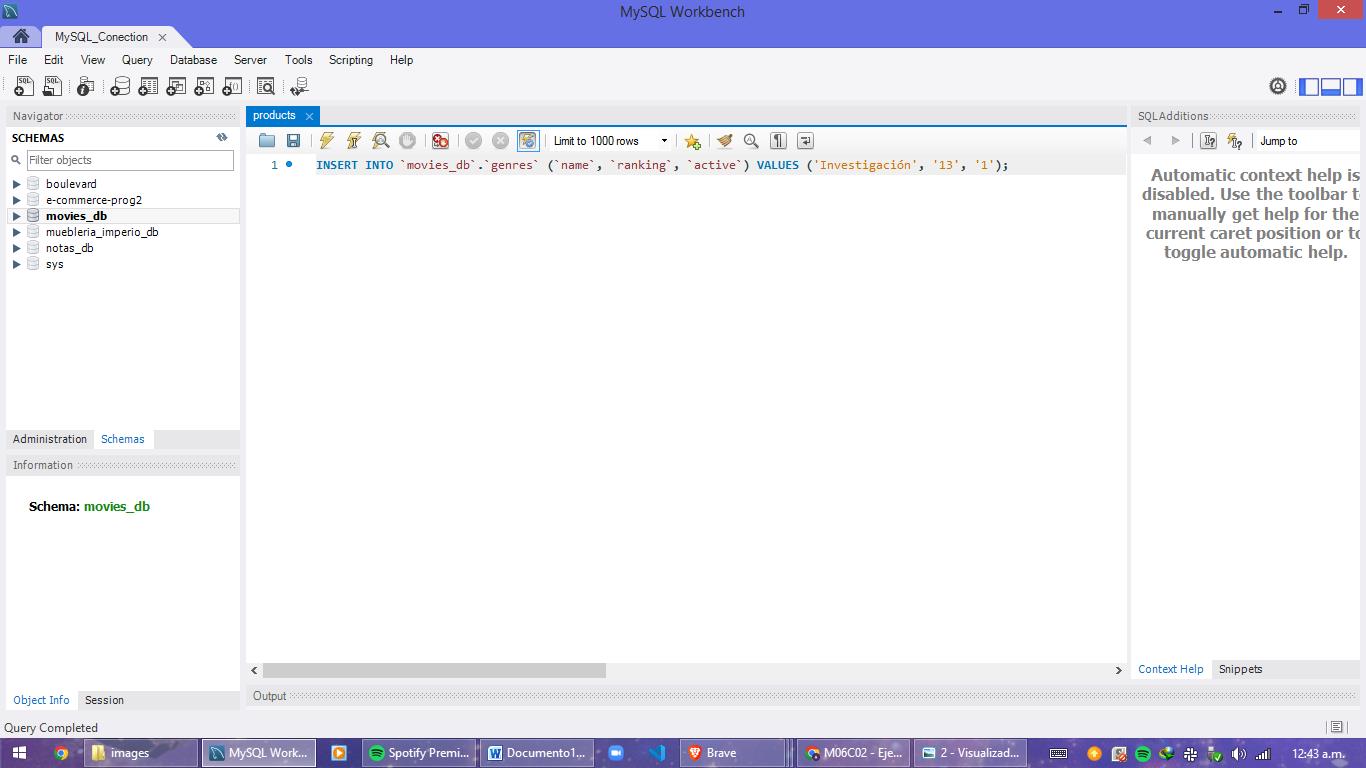 MySQL Workbench
MySQL_Conection
File Edit View Query Database Server Tools Scripting Help
Navigator
SCHEMAS
Filter objects
boulevard
e-commerce-prog2
movies_db
muebleria_imperio_db
notas_db
sys
Administration Schemas
Information
Schema: movies_db
Object Info Session
products
Limit to 1000 rows
1 INSERT INTO `movies_db`.`genres` (`name`, `ranking`, `active`) VALUES ('Investigación', '13', '1');
Output
SQLAdditions
Jump to
Automatic context help is
disabled. Use the toolbar t
manually get help for the
current caret position or to
toggle automatic help.
Context Help Snippets
Query Completed
images MySQL Work... Spotify Premi... Documento1... Brave M06C02 - Eje... 2 - Visualizad... 12:43 a.m.